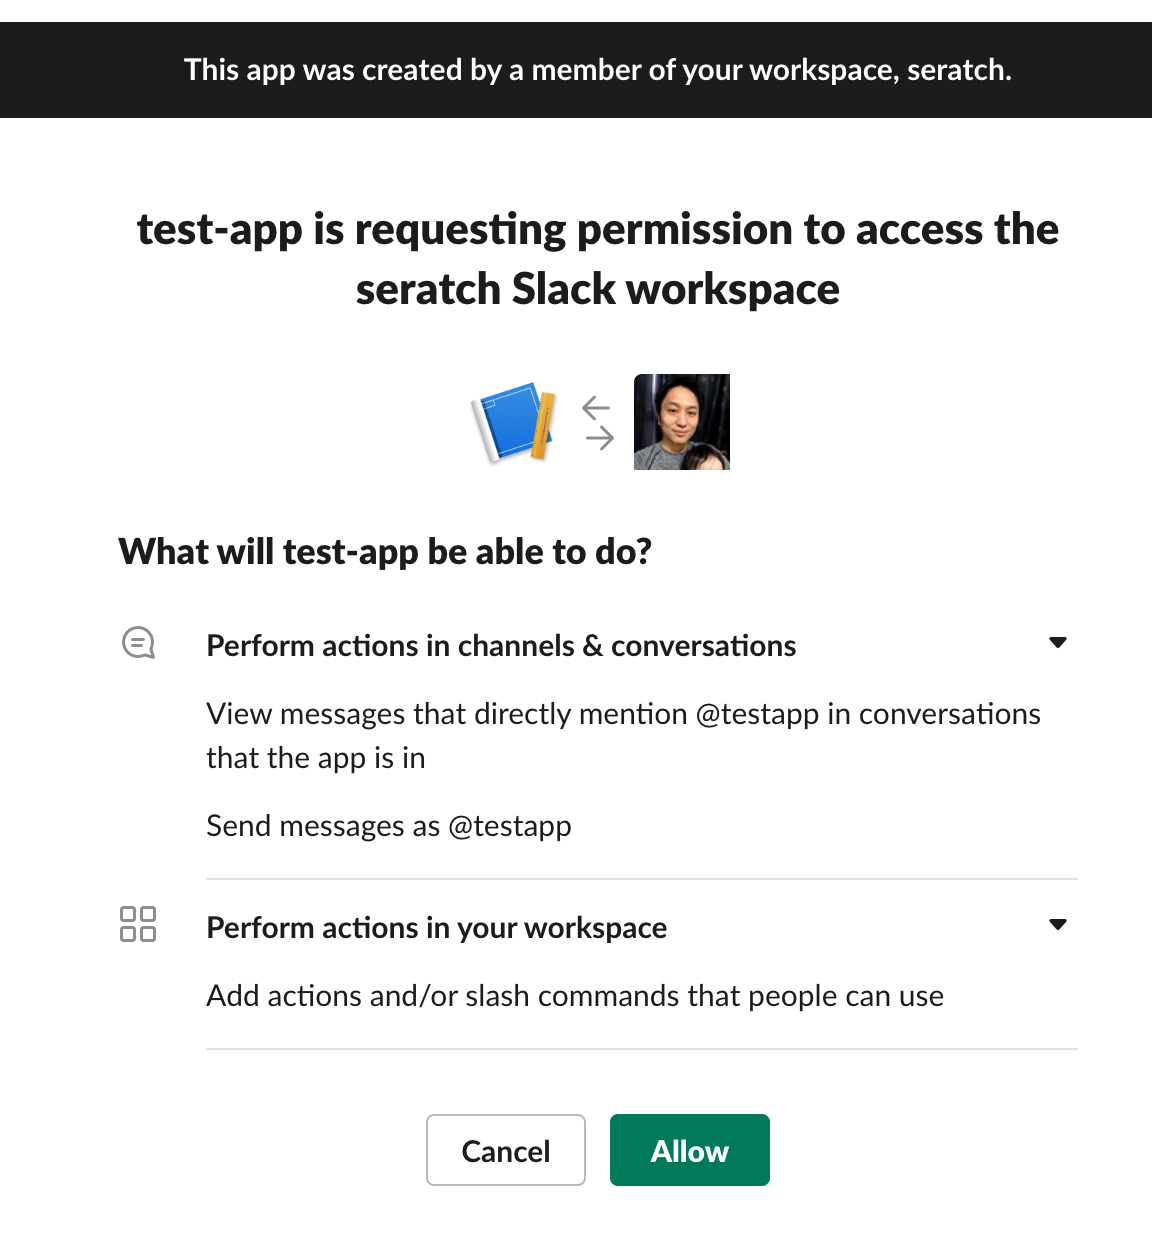 This app was created by a member of your workspace, seratch.
test-app is requesting permission to access the
seratch Slack workspace
What will test-app be able to do?
Perform actions in channels & conversations
View messages that directly mention @testapp in conversations
that the app is in
Send messages as @testapp
Perform actions in your workspace
Add actions and/or slash commands that people can use
Cancel
Allow